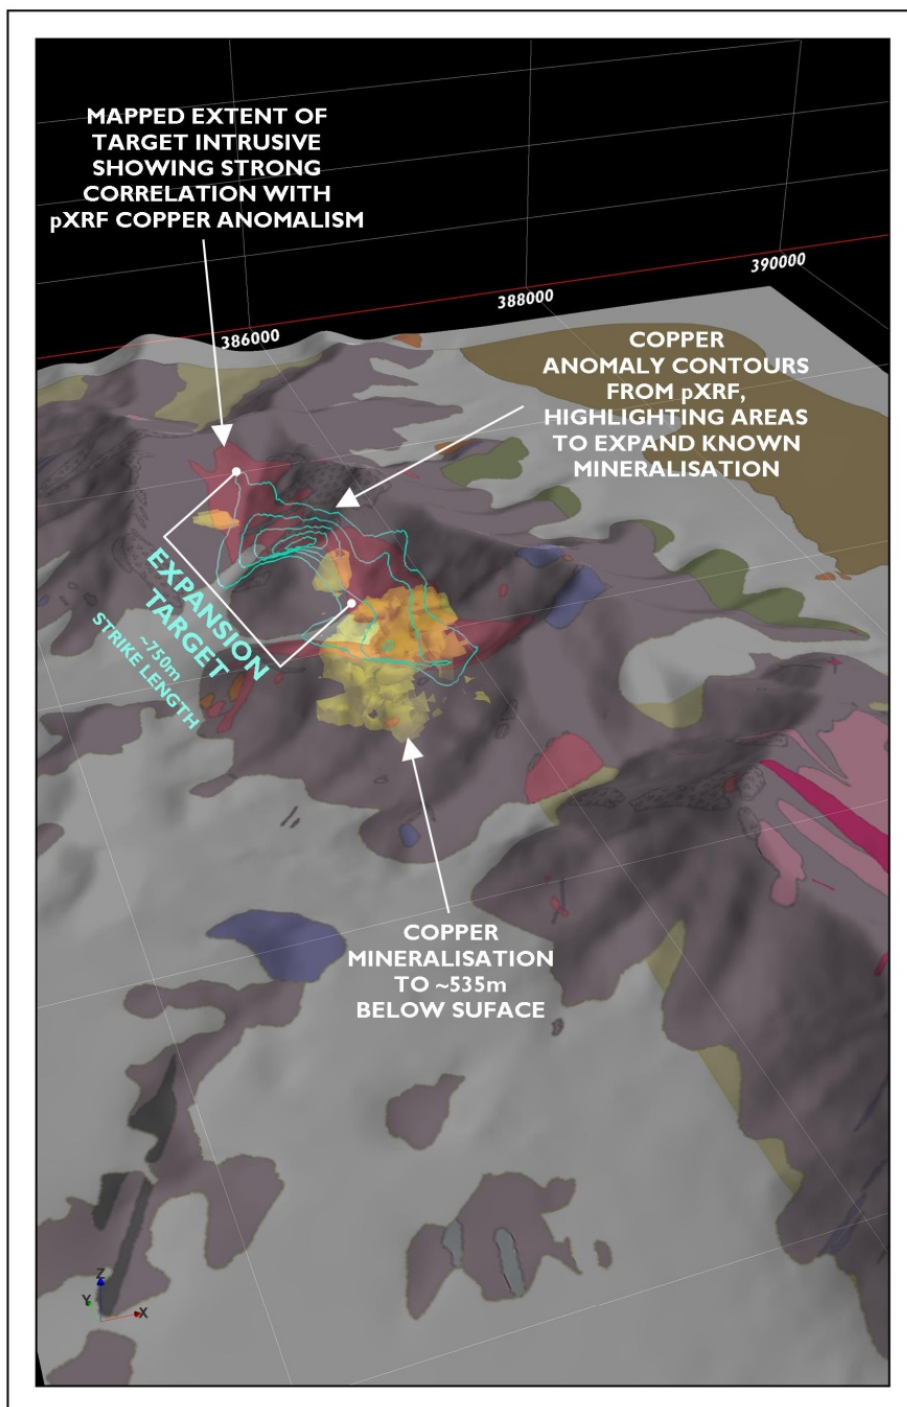 MAPPED EXTENT OF
TARGET INTRUSIVE
SHOWING STRONG
CORRELATION WITH
pXRF COPPER ANOMALISM
390000
388000
386000
COPPER
ANOMALY CONTOURS
FROM pXRF,
HIGHLIGHTING AREAS
TO EXPAND KNOWN
MINERALISATION
EXPANSION
TARGET
~750m
STRIKE LENGTH
COPPER
MINERALISATION
TO ~535m
BELOW SUFACE
Z
Y
X